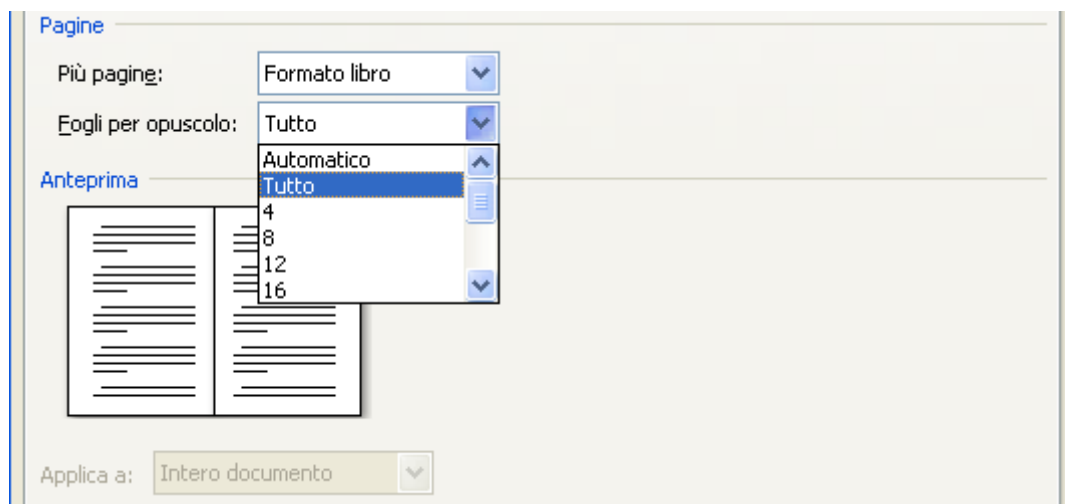 Pagine
Più pagine: Formato libro
Fogli per opuscolo: Tutto
Automatico
Anteprima
Tutto
4
8
12
16
Applica a: Intero documento